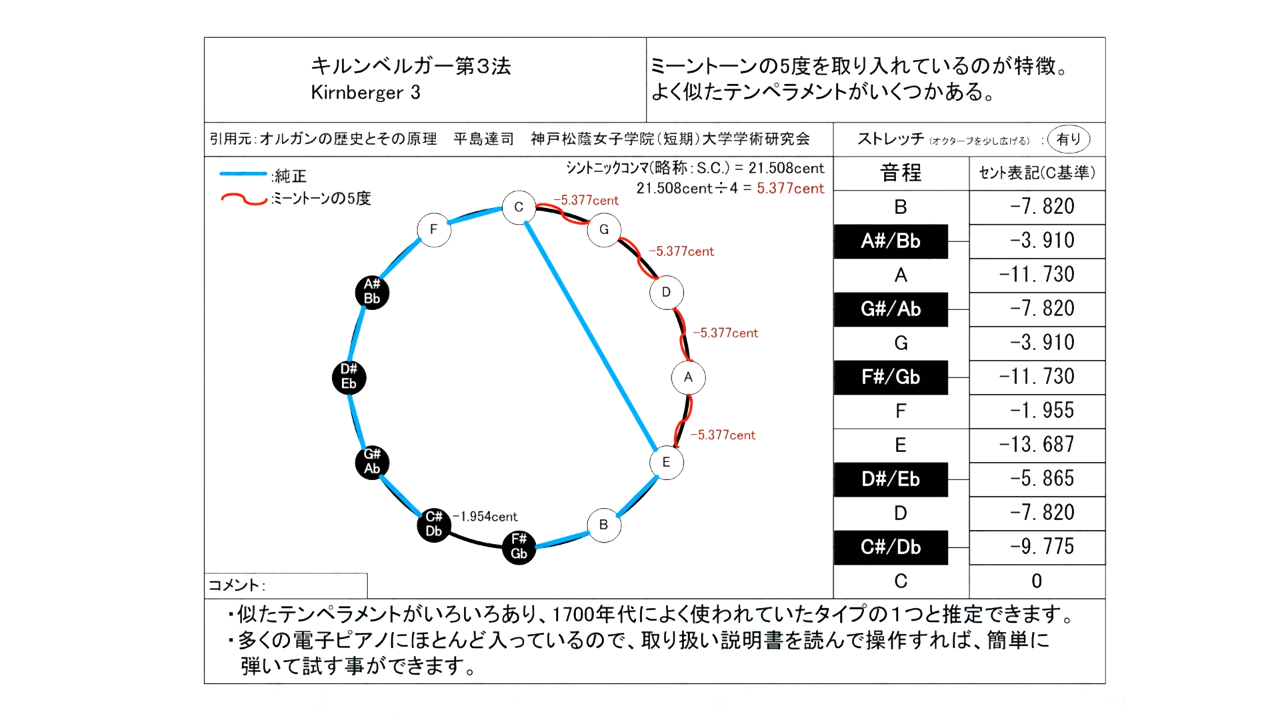 キルンベルガー第3法
Kirnberger 3
ミーントーンの5度を取り入れているのが特徴。
よく似たテンペラメントがいくつかある。
引用元:オルガンの歴史とその原理 平島達司 神戸松蔭女子学院(短期)大学学術研究会
ストレッチ(オクターブを少し広げる):有り
:純正
:ミーントーンの5度
シントニックコンマ(略称:S.C.) = 21.508cent
21.508cent÷4 = 5.377cent
C
-5.377cent
G
-5.377cent
D
-5.377cent
A
-5.377cent
E
B
F#
Gb
-1.954cent
C#
Db
G#
Ab
D#
Eb
A#
Bb
F
音程 セント表記(C基準)
B -7.820
A#/Bb -3.910
A -11.730
G#/Ab -7.820
G -3.910
F#/Gb -11.730
F -1.955
E -13.687
D#/Eb -5.865
D -7.820
C#/Db -9.775
C 0
コメント:
・似たテンペラメントがいろいろあり、1700年代によく使われていたタイプの1つと推定できます。
・多くの電子ピアノにほとんど入っているので、取り扱い説明書を読んで操作すれば、簡単に
弾いて試す事ができます。